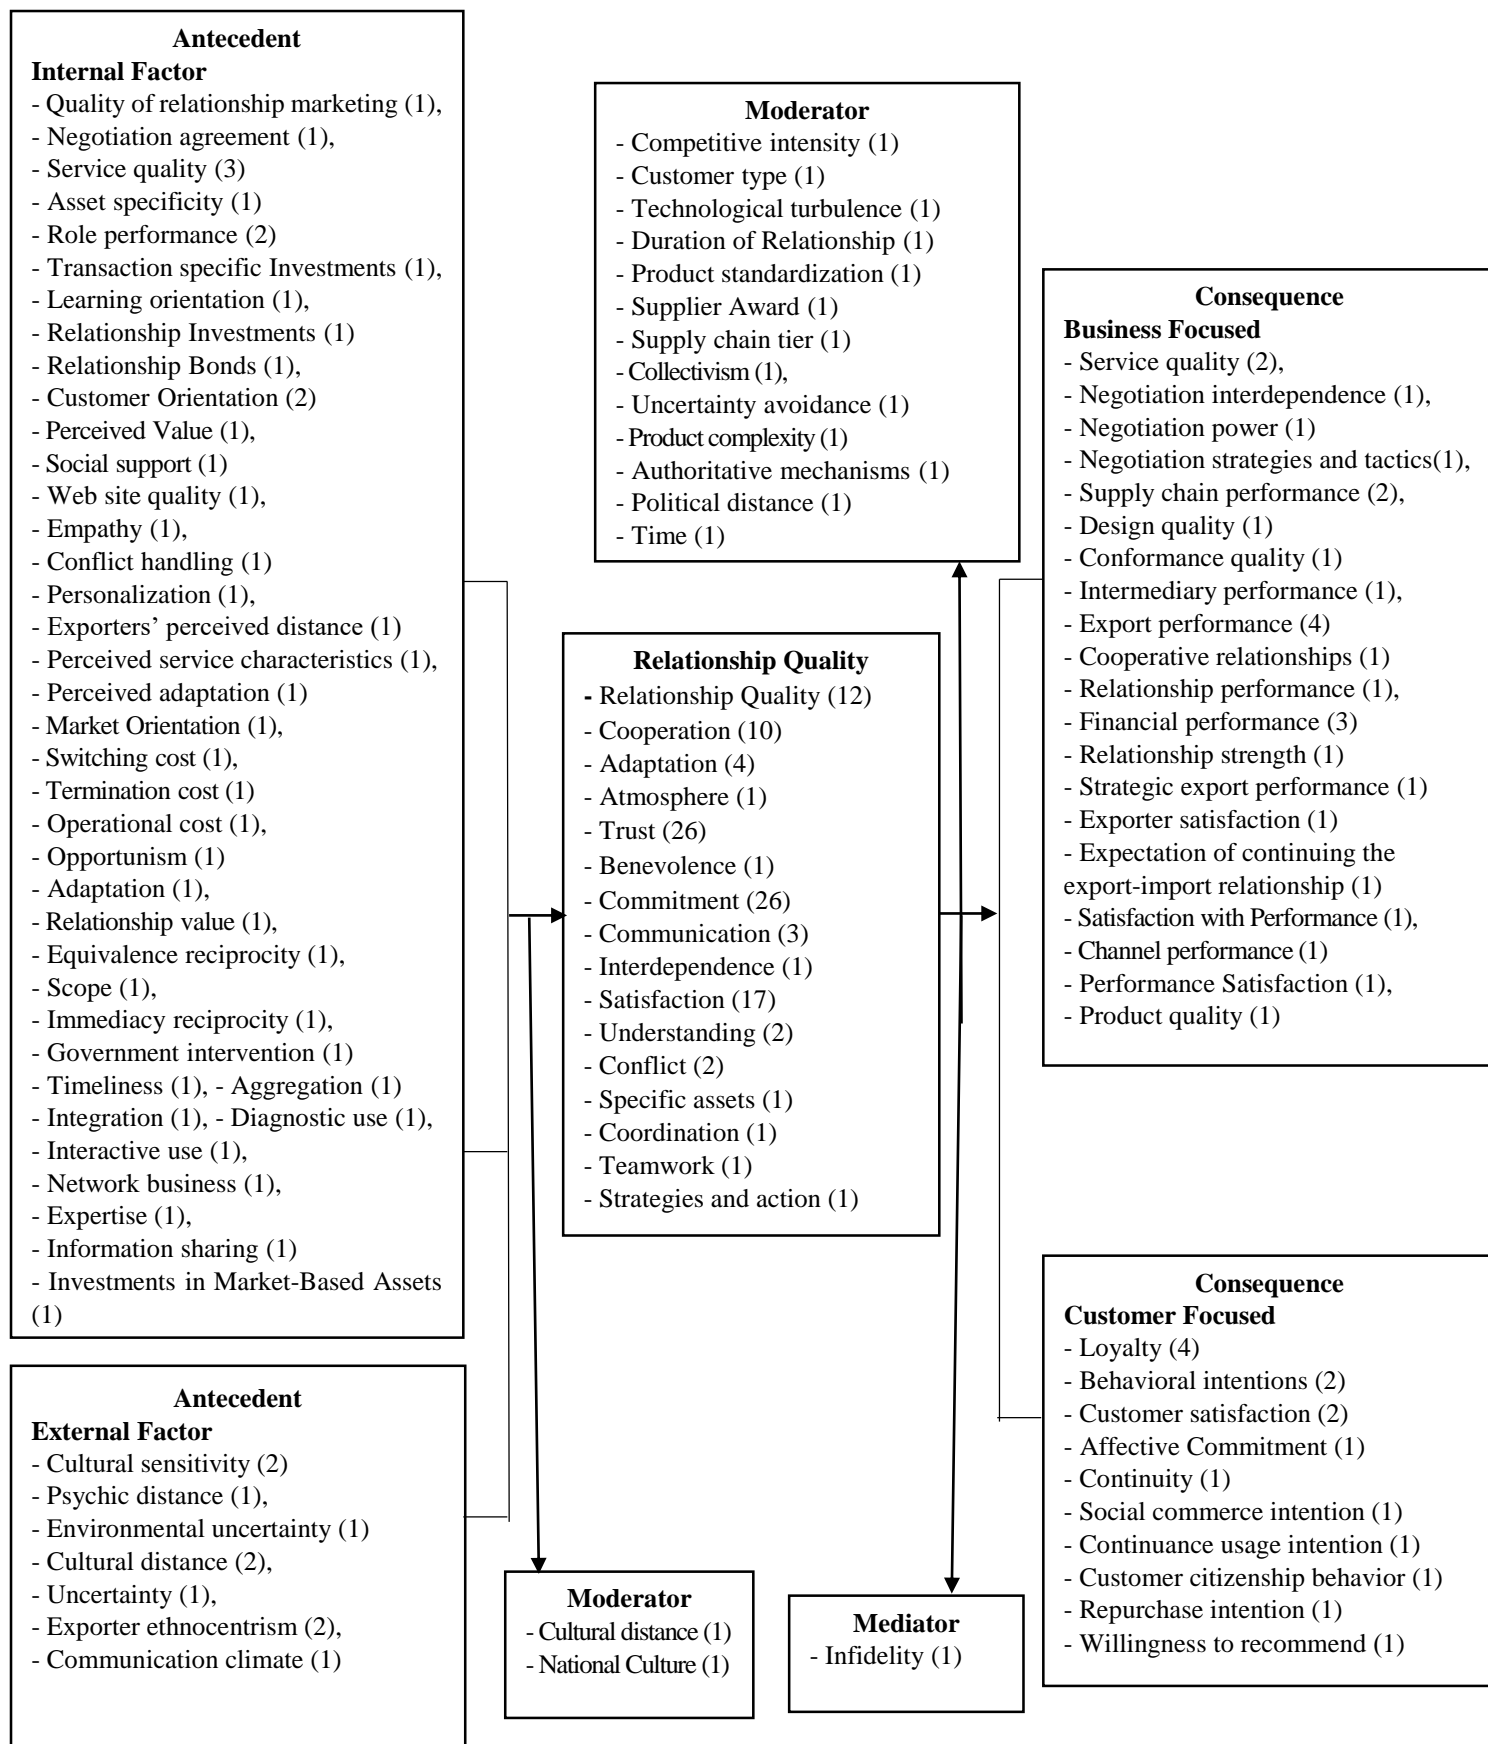 Antecedent
Internal Factor
- Quality of relationship marketing (1),
- Negotiation agreement (1),
- Service quality (3)
- Asset specificity (1)
- Role performance (2)
- Transaction specific Investments (1),
- Learning orientation (1),
- Relationship Investments (1)
- Relationship Bonds (1),
- Customer Orientation (2)
- Perceived Value (1),
- Social support (1)
- Web site quality (1),
- Empathy (1),
- Conflict handling (1)
- Personalization (1),
- Exporters’ perceived distance (1)
- Perceived service characteristics (1),
- Perceived adaptation (1)
- Market Orientation (1),
- Switching cost (1),
- Termination cost (1)
- Operational cost (1),
- Opportunism (1)
- Adaptation (1),
- Relationship value (1),
- Equivalence reciprocity (1),
- Scope (1),
- Immediacy reciprocity (1),
- Government intervention (1)
- Timeliness (1), - Aggregation (1)
- Integration (1), - Diagnostic use (1),
- Interactive use (1),
- Network business (1),
- Expertise (1),
- Information sharing (1)
- Investments in Market-Based Assets
(1)
Antecedent
External Factor
- Cultural sensitivity (2)
- Psychic distance (1),
- Environmental uncertainty (1)
- Cultural distance (2),
- Uncertainty (1),
- Exporter ethnocentrism (2),
- Communication climate (1)
Moderator
- Competitive intensity (1)
- Customer type (1)
- Technological turbulence (1)
- Duration of Relationship (1)
- Product standardization (1)
- Supplier Award (1)
- Supply chain tier (1)
- Collectivism (1),
- Uncertainty avoidance (1)
- Product complexity (1)
- Authoritative mechanisms (1)
- Political distance (1)
- Time (1)
Relationship Quality
- Relationship Quality (12)
- Cooperation (10)
- Adaptation (4)
- Atmosphere (1)
- Trust (26)
- Benevolence (1)
- Commitment (26)
- Communication (3)
- Interdependence (1)
- Satisfaction (17)
- Understanding (2)
- Conflict (2)
- Specific assets (1)
- Coordination (1)
- Teamwork (1)
- Strategies and action (1)
Moderator
- Cultural distance (1)
- National Culture (1)
Mediator
- Infidelity (1)
Consequence
Business Focused
- Service quality (2),
- Negotiation interdependence (1),
- Negotiation power (1)
- Negotiation strategies and tactics(1),
- Supply chain performance (2),
- Design quality (1)
- Conformance quality (1)
- Intermediary performance (1),
- Export performance (4)
- Cooperative relationships (1)
- Relationship performance (1),
- Financial performance (3)
- Relationship strength (1)
- Strategic export performance (1)
- Exporter satisfaction (1)
- Expectation of continuing the
export-import relationship (1)
- Satisfaction with Performance (1),
- Channel performance (1)
- Performance Satisfaction (1),
- Product quality (1)
Consequence
Customer Focused
- Loyalty (4)
- Behavioral intentions (2)
- Customer satisfaction (2)
- Affective Commitment (1)
- Continuity (1)
- Social commerce intention (1)
- Continuance usage intention (1)
- Customer citizenship behavior (1)
- Repurchase intention (1)
- Willingness to recommend (1)